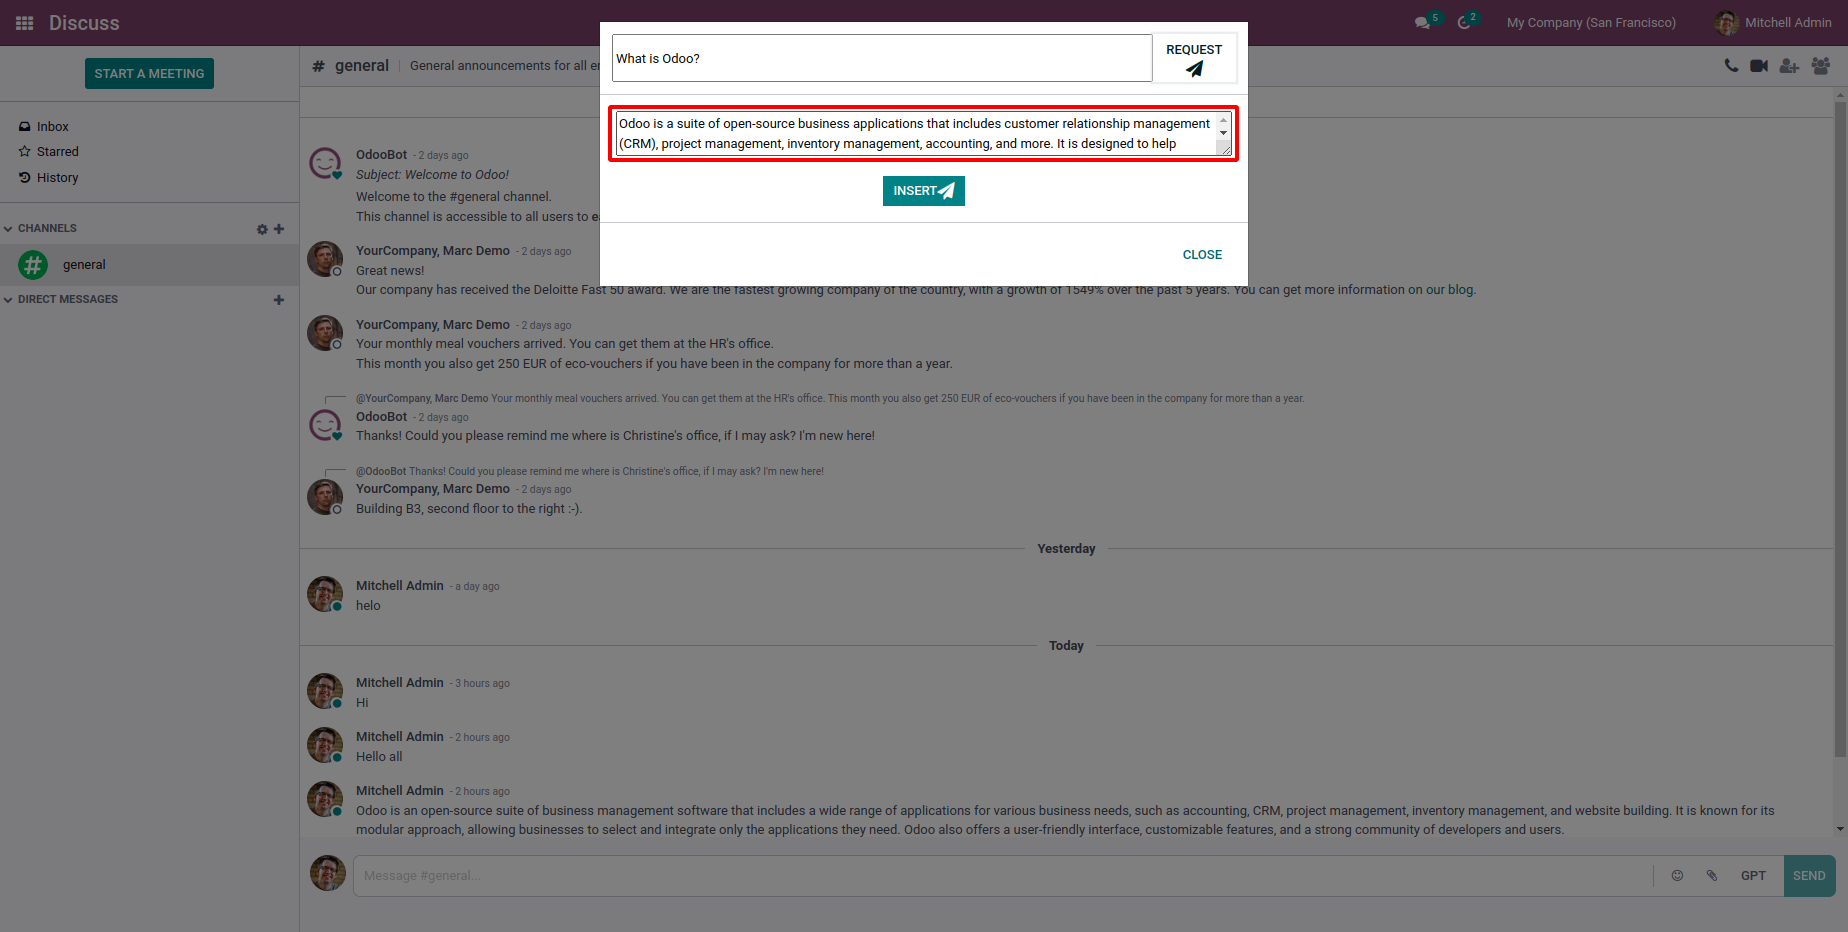 Discuss
5
2
My Company (San Francisco)
Mitchell Admin
What is Odoo?
REQUEST
START A MEETING
# general
General announcements for all e
Odoo is a suite of open-source business applications that includes customer relationship management
(CRM), project management, inventory management, accounting, and more. It is designed to help
INSERT
CLOSE
Inbox
Starred
History
CHANNELS
general
DIRECT MESSAGES
OdooBot - 2 days ago
Subject: Welcome to Odoo!
Welcome to the #general channel.
This channel is accessible to all users to e
YourCompany, Marc Demo - 2 days ago
Great news!
Our company has received the Deloitte Fast 50 award. We are the fastest growing company of the country, with a growth of 1549% over the past 5 years. You can get more information on our blog.
YourCompany, Marc Demo - 2 days ago
Your monthly meal vouchers arrived. You can get them at the HR's office.
This month you also get 250 EUR of eco-vouchers if you have been in the company for more than a year.
@YourCompany, Marc Demo Your monthly meal vouchers arrived. You can get them at the HR's office. This month you also get 250 EUR of eco-vouchers if you have been in the company for more than a year.
OdooBot - 2 days ago
Thanks! Could you please remind me where is Christine's office, if I may ask? I'm new here!
@OdooBot Thanks! Could you please remind me where is Christine's office, if I may ask? I'm new here!
YourCompany, Marc Demo - 2 days ago
Building B3, second floor to the right :-).
Yesterday
Mitchell Admin - a day ago
helo
Today
Mitchell Admin - 3 hours ago
Hi
Mitchell Admin - 2 hours ago
Hello all
Mitchell Admin - 2 hours ago
Odoo is an open-source suite of business management software that includes a wide range of applications for various business needs, such as accounting, CRM, project management, inventory management, and website building. It is known for its
modular approach, allowing businesses to select and integrate only the applications they need. Odoo also offers a user-friendly interface, customizable features, and a strong community of developers and users.
Message #general...
GPT
SEND